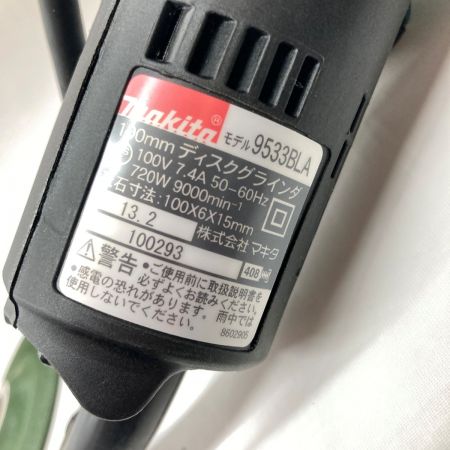 makita® モデル 9533BLA
100mm ディスクグラインダ
100V 7.4A 50−60Hz
720W 9000min⁻¹
石寸法:100X6X15mm
13.2 株式会社 マキタ
100293
408
警告 ●ご使用前に取扱説明書を
必ずよくお読みください。
●感電の恐れがあります。雨中では
使用しないでください。
8602905